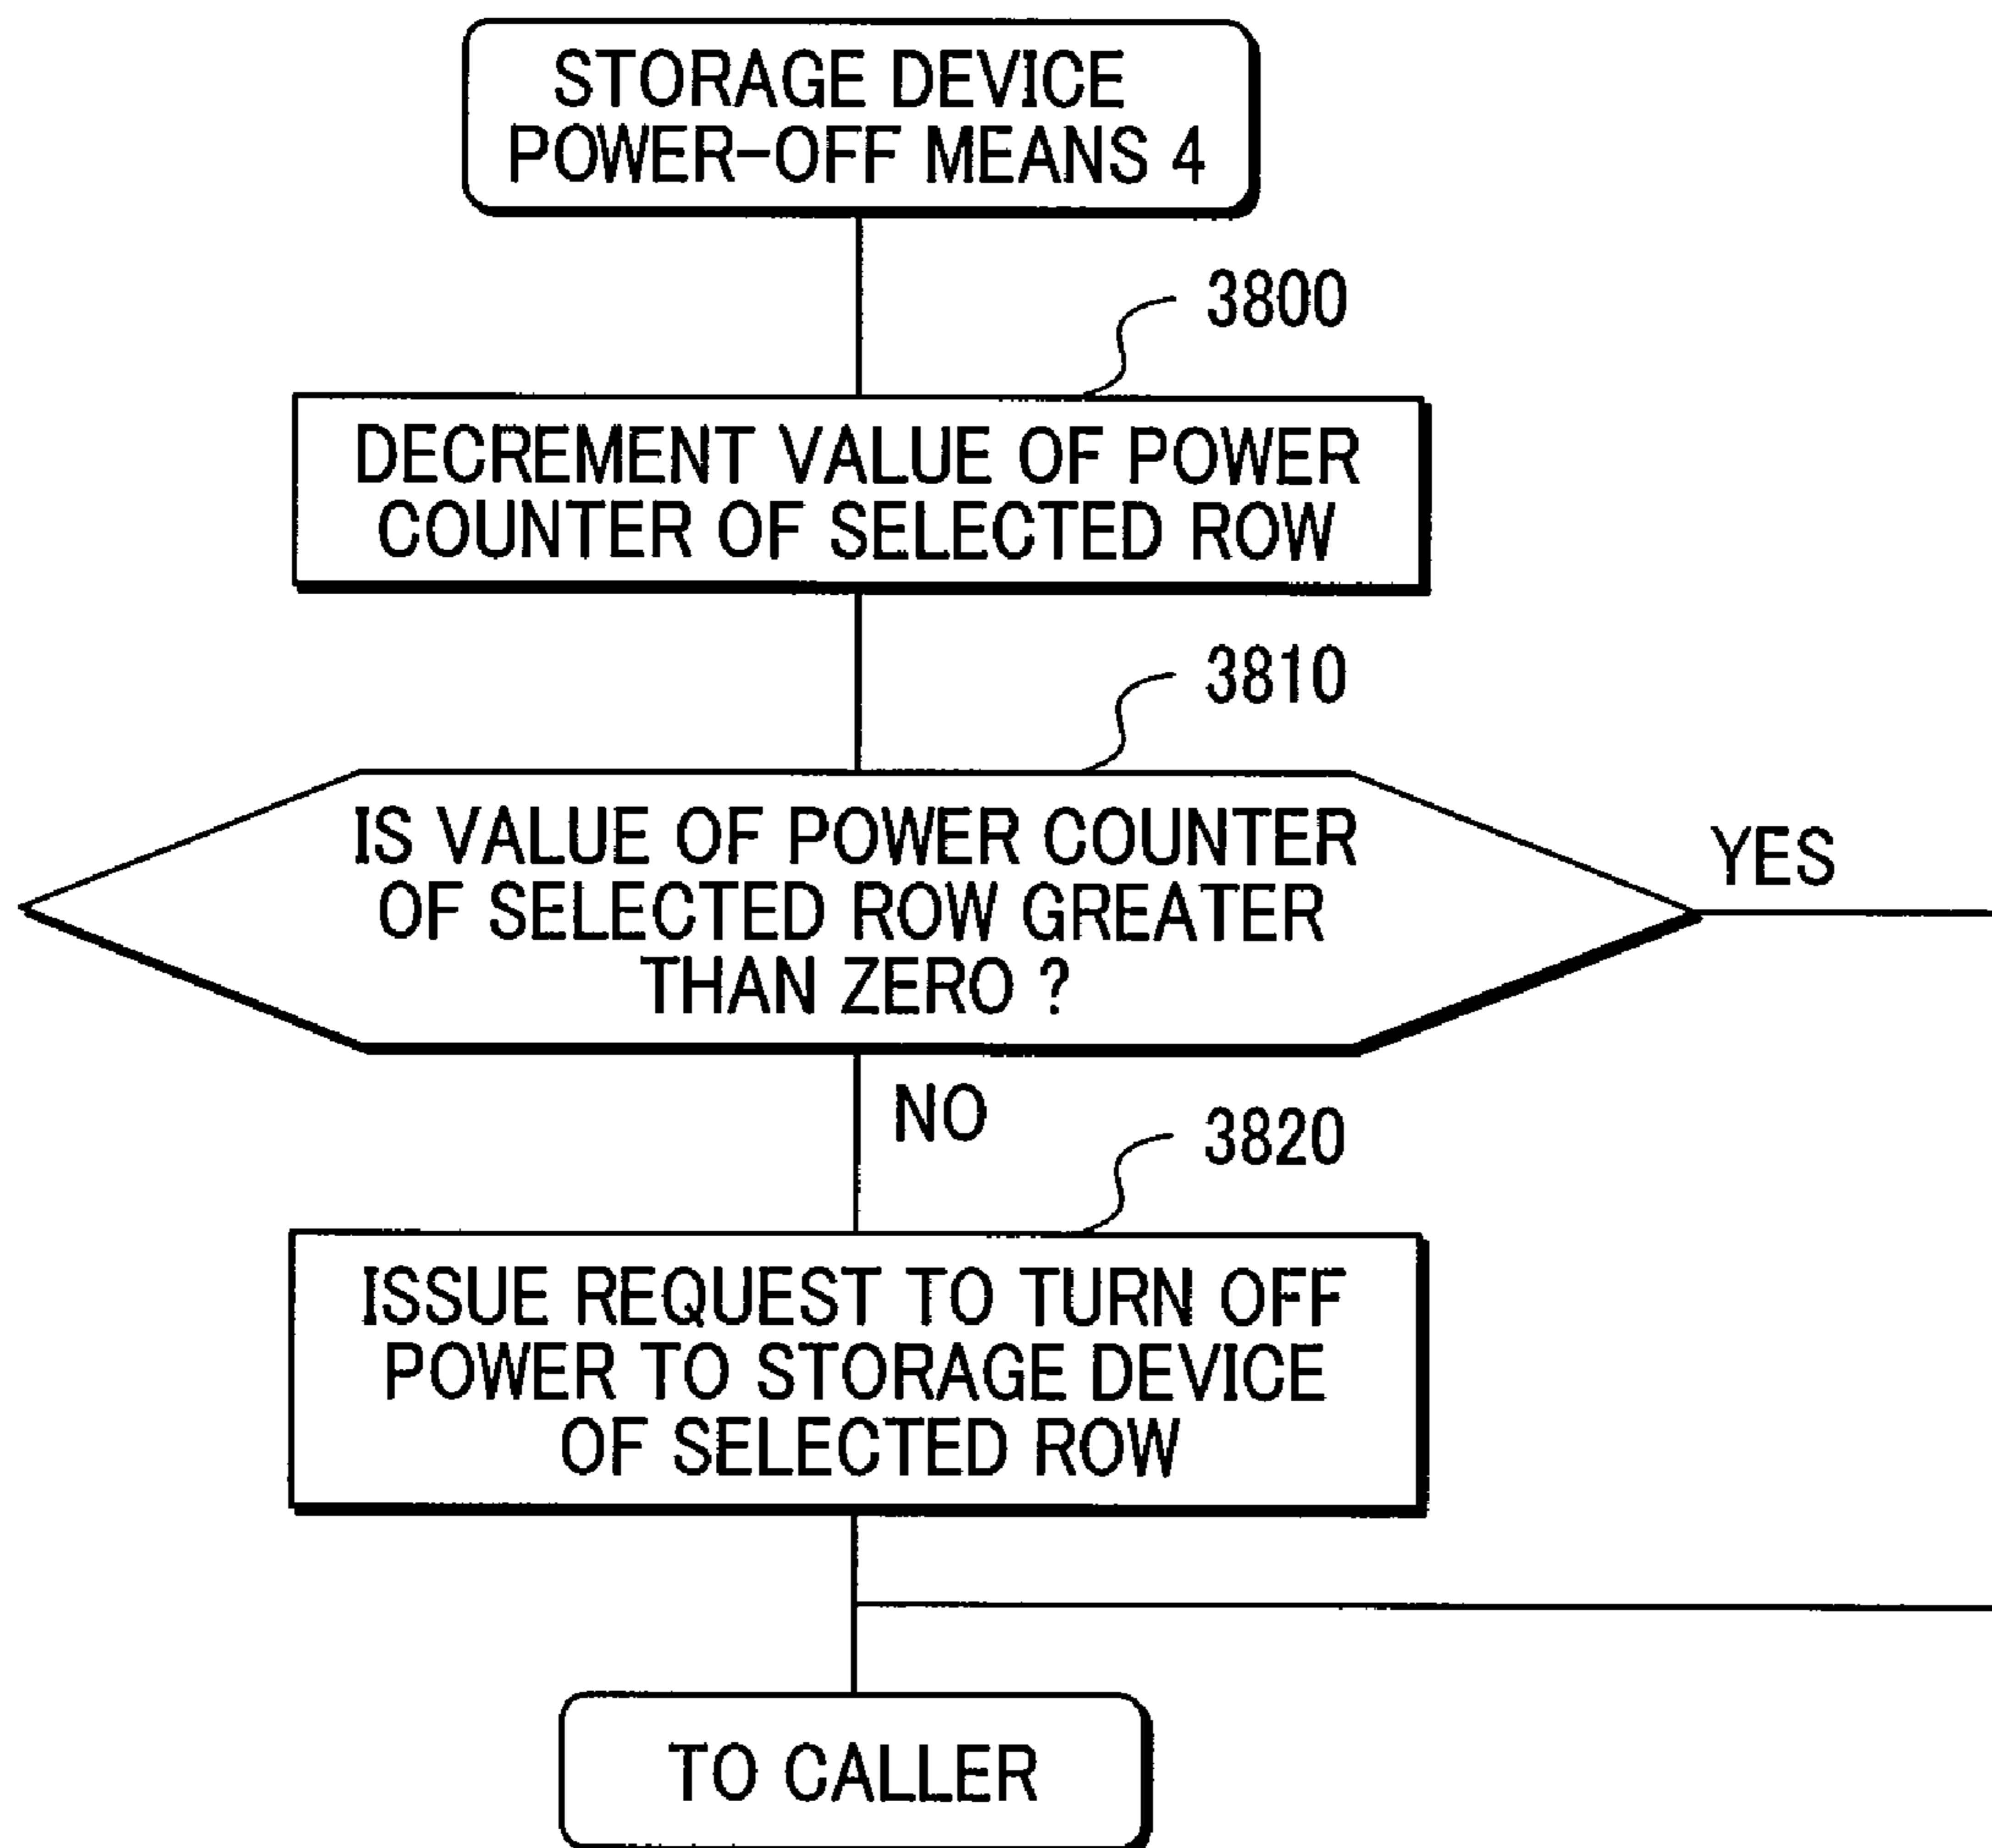 STORAGE DEVICE
POWER-OFF MEANS 4
3800
DECREMENT VALUE OF POWER
COUNTER OF SELECTED ROW
3810
IS VALUE OF POWER COUNTER
OF SELECTED ROW GREATER
THAN ZERO ?
YES
NO
3820
ISSUE REQUEST TO TURN OFF
POWER TO STORAGE DEVICE
OF SELECTED ROW
TO CALLER